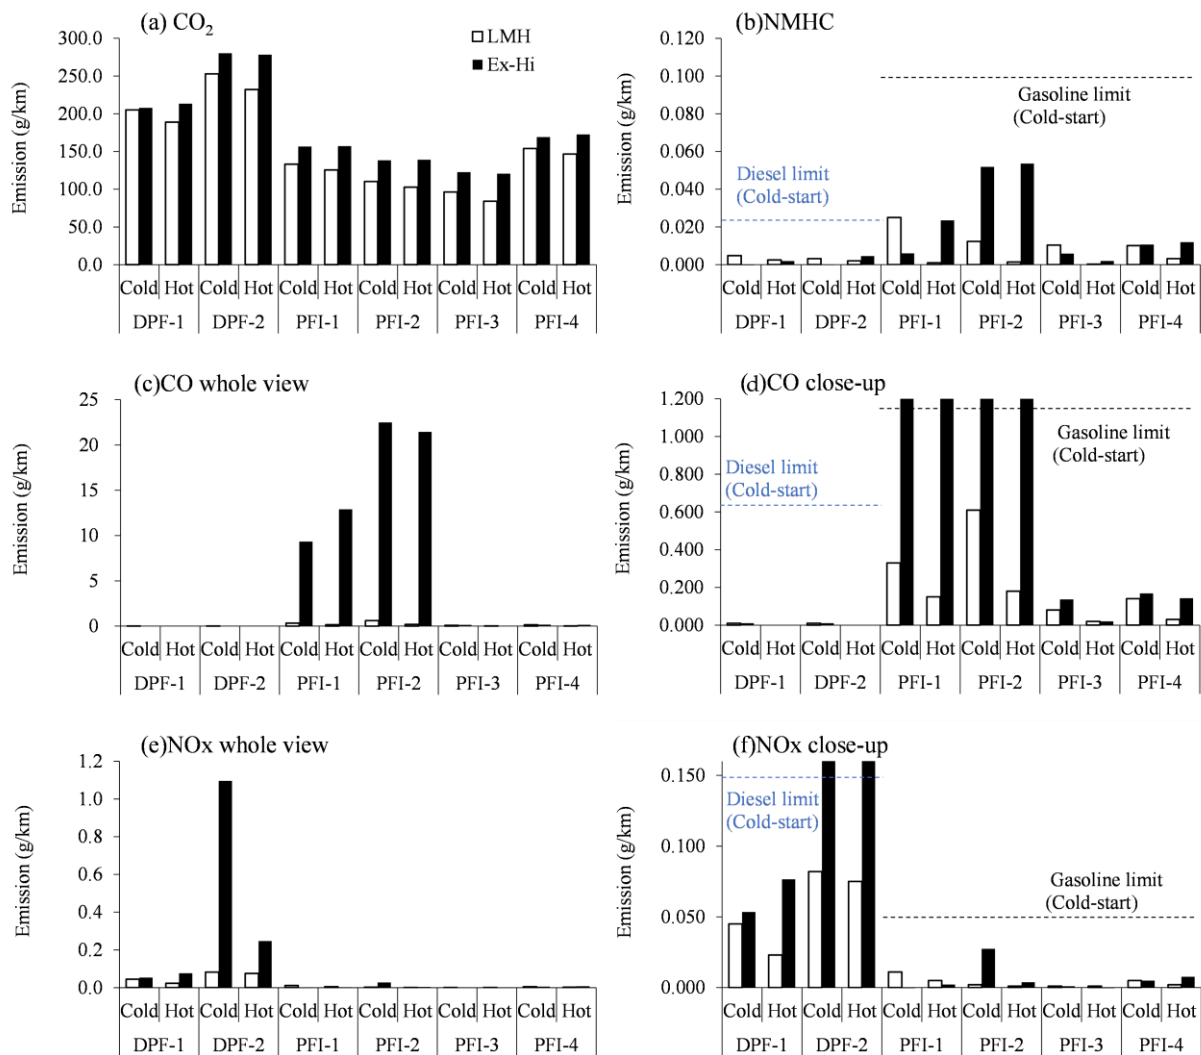 (a) CO₂
300.0
250.0
200.0
150.0
100.0
50.0
0.0
Emission (g/km)
LMH
Ex-Hi
Cold Hot Cold Hot Cold Hot Cold Hot Cold Hot Cold Hot
DPF-1 DPF-2 PFI-1 PFI-2 PFI-3 PFI-4
(b)NMHC
0.120
0.100
0.080
0.060
0.040
0.020
0.000
Emission (g/km)
Gasoline limit
(Cold-start)
Diesel limit
(Cold-start)
Cold Hot Cold Hot Cold Hot Cold Hot Cold Hot Cold Hot
DPF-1 DPF-2 PFI-1 PFI-2 PFI-3 PFI-4
(c)CO whole view
25
20
15
10
5
0
Emission (g/km)
Cold Hot Cold Hot Cold Hot Cold Hot Cold Hot Cold Hot
DPF-1 DPF-2 PFI-1 PFI-2 PFI-3 PFI-4
(d)CO close-up
1.200
1.000
0.800
0.600
0.400
0.200
0.000
Emission (g/km)
Gasoline limit
(Cold-start)
Diesel limit
(Cold-start)
Cold Hot Cold Hot Cold Hot Cold Hot Cold Hot Cold Hot
DPF-1 DPF-2 PFI-1 PFI-2 PFI-3 PFI-4
(e)NOx whole view
1.2
1.0
0.8
0.6
0.4
0.2
0.0
Emission (g/km)
Cold Hot Cold Hot Cold Hot Cold Hot Cold Hot Cold Hot
DPF-1 DPF-2 PFI-1 PFI-2 PFI-3 PFI-4
(f)NOx close-up
0.150
0.100
0.050
0.000
Emission (g/km)
Diesel limit
(Cold-start)
Gasoline limit
(Cold-start)
Cold Hot Cold Hot Cold Hot Cold Hot Cold Hot Cold Hot
DPF-1 DPF-2 PFI-1 PFI-2 PFI-3 PFI-4